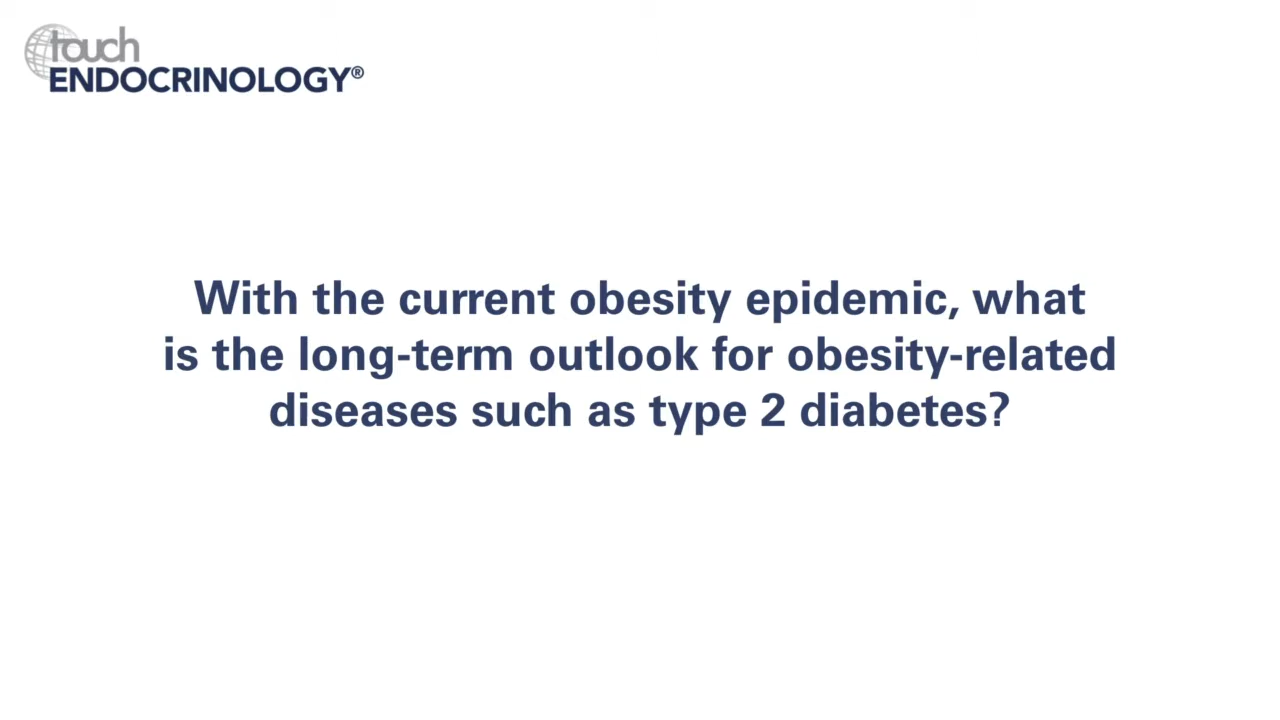 touch
ENDOCRINOLOGY®
With the current obesity epidemic, what
is the long-term outlook for obesity-related
diseases such as type 2 diabetes?